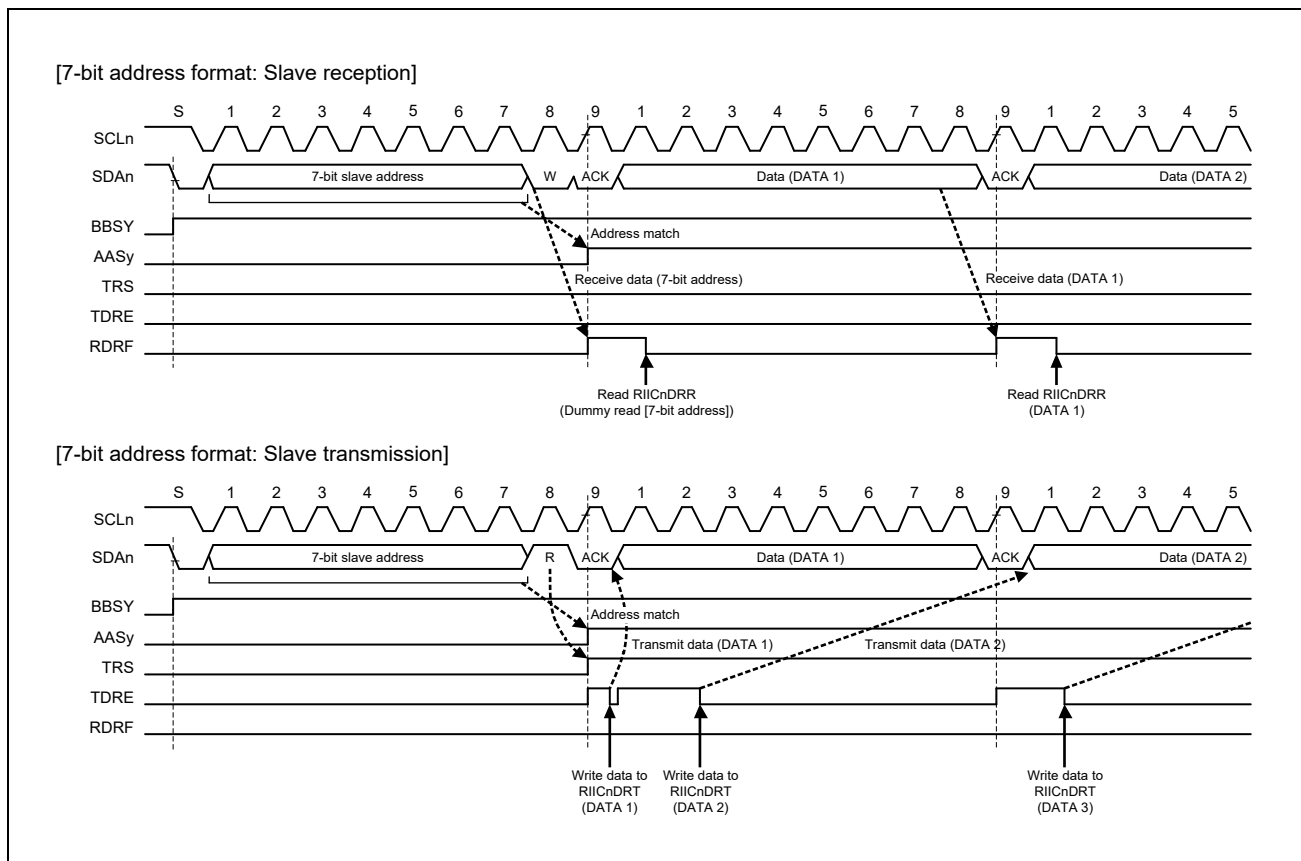 [7-bit address format: Slave reception]
S 1 2 3 4 5 6 7 8 9 1 2 3 4 5 6 7 8 9 1 2 3 4 5
SCLn
SDAn 7-bit slave address W ACK Data (DATA 1) ACK Data (DATA 2)
BBSY
Address match
AASy
Receive data (7-bit address) Receive data (DATA 1)
TRS
TDRE
RDRF
Read RIICnDRR
(Dummy read [7-bit address])
Read RIICnDRR
(DATA 1)
[7-bit address format: Slave transmission]
S 1 2 3 4 5 6 7 8 9 1 2 3 4 5 6 7 8 9 1 2 3 4 5
SCLn
SDAn 7-bit slave address R ACK Data (DATA 1) ACK Data (DATA 2)
BBSY
Address match
AASy
Transmit data (DATA 1) Transmit data (DATA 2)
TRS
TDRE
RDRF
Write data to
RIICnDRT
(DATA 1)
Write data to
RIICnDRT
(DATA 2)
Write data to
RIICnDRT
(DATA 3)